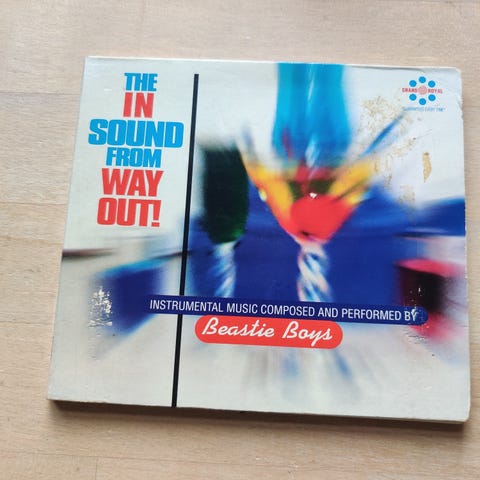 THE
IN
SOUND
FROM
WAY
OUT!
GRAND ROYAL
INSTRUMENTAL MUSIC COMPOSED AND PERFORMED BY
Beastie Boys